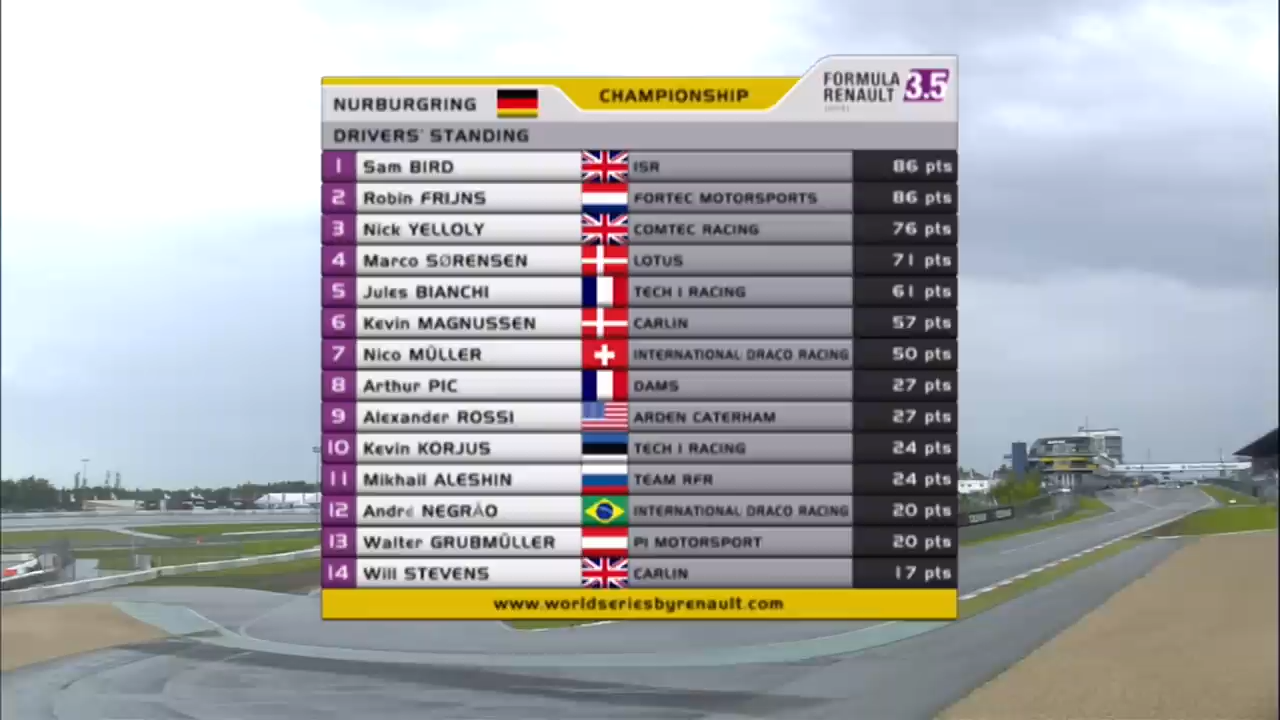 FORMULA
RENAULT 3.5
NURBURGRING
CHAMPIONSHIP
DRIVERS' STANDING
1 Sam BIRD ISR 86 pts
2 Robin FRIJNS FORTEC MOTORSPORTS 86 pts
3 Nick YELLOLY COMTEC RACING 76 pts
4 Marco SØRENSEN LOTUS 71 pts
5 Jules BIANCHI TECH 1 RACING 61 pts
6 Kevin MAGNUSSEN CARLIN 57 pts
7 Nico MÜLLER INTERNATIONAL DRACO RACING 50 pts
8 Arthur PIC DAMS 27 pts
9 Alexander ROSSI ARDEN CATERHAM 27 pts
10 Kevin KORJUS TECH 1 RACING 24 pts
11 Mikhail ALESHIN TEAM RFR 24 pts
12 André NEGRÃO INTERNATIONAL DRACO RACING 20 pts
13 Walter GRUBMÜLLER PI MOTORSPORT 20 pts
14 Will STEVENS CARLIN 17 pts
www.worldseriesbyrenault.com